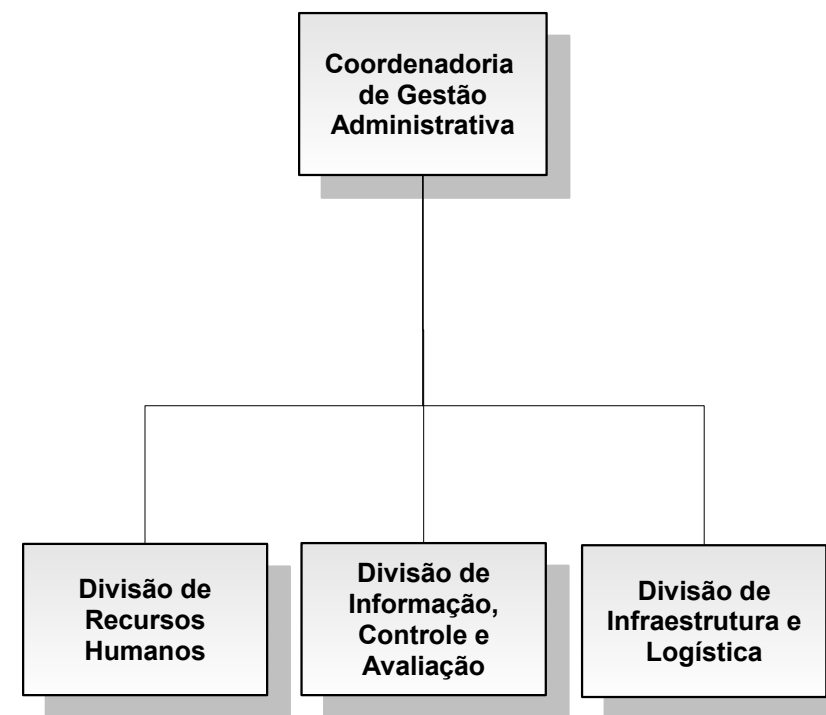 Coordenadoria
de Gestão
Administrativa
Divisão de
Recursos
Humanos
Divisão de
Informação,
Controle e
Avaliação
Divisão de
Infraestrutura e
Logística